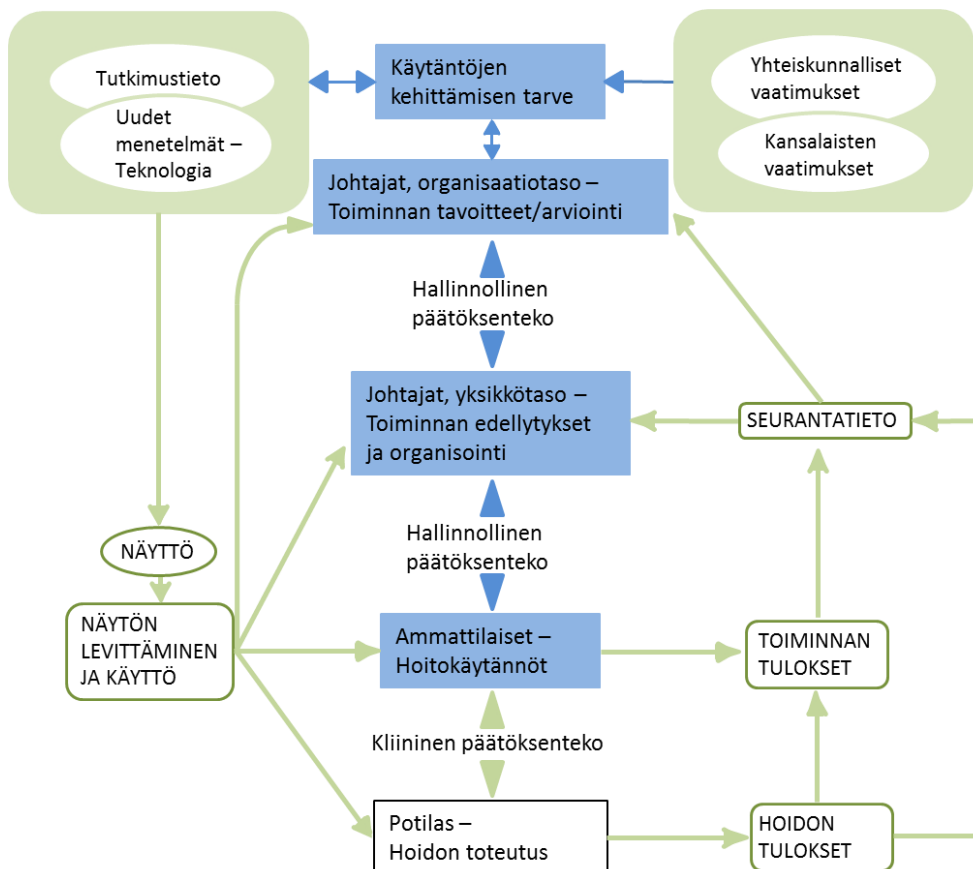 Tutkimustieto
Uudet
menetelmät –
Teknologia
Käytäntöjen
kehittämisen tarve
Yhteiskunnalliset
vaatimukset
Kansalaisten
vaatimukset
Johtajat, organisaatiotaso –
Toiminnan tavoitteet/arviointi
Hallinnollinen
päätöksenteko
Johtajat, yksikkötaso –
Toiminnan edellytykset
ja organisointi
SEURANTATIETO
Hallinnollinen
päätöksenteko
NÄYTTÖ
NÄYTÖN
LEVITTÄMINEN
JA KÄYTTÖ
Ammattilaiset –
Hoitokäytännöt
TOIMINNAN
TULOKSET
Kliininen päätöksenteko
Potilas –
Hoidon toteutus
HOIDON
TULOKSET